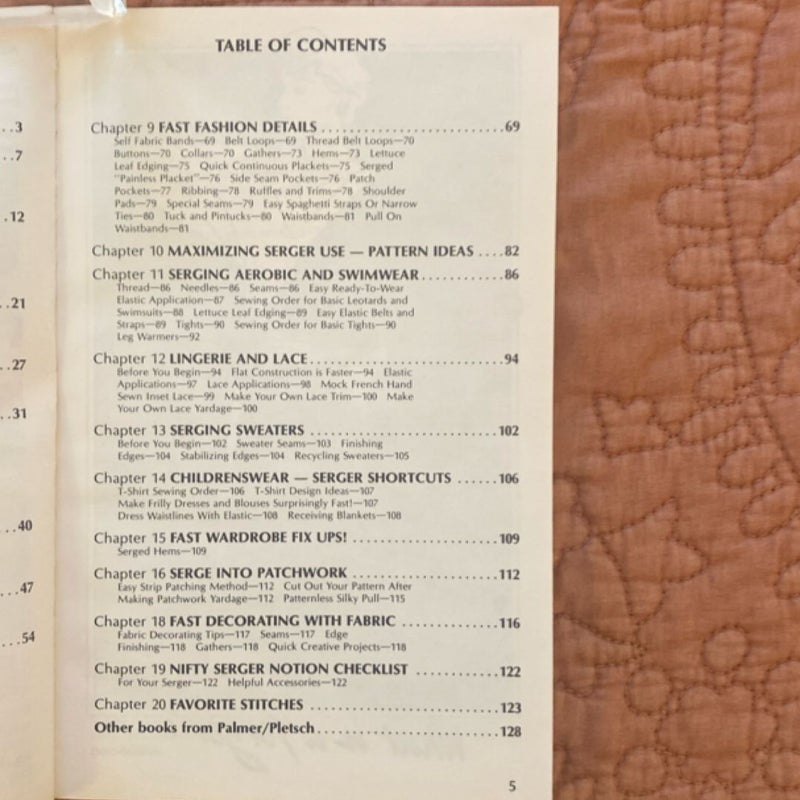 ..3
..7
.12
..21
..27
..31
..40
...47
...54
TABLE OF CONTENTS
Chapter 9 FAST FASHION DETAILS ..........................69
Self Fabric Bands—69 Belt Loops—69 Thread Belt Loops—70
Buttons—70 Collars—70 Gathers—73 Hems—73 Lettuce
Leaf Edging—75 Quick Continuous Plackets—75 Serged
"Painless Placket"—76 Side Seam Pockets—76 Patch
Pockets—77 Ribbing—78 Ruffles and Trims—78 Shoulder
Pads—79 Special Seams—79 Easy Spaghetti Straps Or Narrow
Ties—80 Tuck and Pintucks—80 Waistbands—81 Pull On
Waistbands—81
Chapter 10 MAXIMIZING SERGER USE — PATTERN IDEAS ....82
Chapter 11 SERGING AEROBIC AND SWIMWEAR............86
Thread—86 Needles—86 Seams—86 Easy Ready-To-Wear
Elastic Application—87 Sewing Order for Basic Leotards and
Swimsuits—88 Lettuce Leaf Edging—89 Easy Elastic Belts and
Straps—89 Tights—90 Sewing Order for Basic Tights—90
Leg Warmers—92
Chapter 12 LINGERIE AND LACE............................94
Before You Begin—94 Flat Construction is Faster—94 Elastic
Applications—97 Lace Applications—98 Mock French Hand
Sewn Inset Lace—99 Make Your Own Lace Trim—100 Make
Your Own Lace Yardage—100
Chapter 13 SERGING SWEATERS ............................102
Before You Begin—102 Sweater Seams—103 Finishing
Edges—104 Stabilizing Edges—104 Recycling Sweaters—105
Chapter 14 CHILDRENSWEAR — SERGER SHORTCUTS ......106
T-Shirt Sewing Order—106 T-Shirt Design Ideas—107
Make Frilly Dresses and Blouses Surprisingly Fast!—107
Dress Waistlines With Elastic—108 Receiving Blankets—108
Chapter 15 FAST WARDROBE FIX UPS! .....................109
Serged Hems—109
Chapter 16 SERGE INTO PATCHWORK .....................112
Easy Strip Patching Method—112 Cut Out Your Pattern After
Making Patchwork Yardage—112 Patternless Silky Pull—115
Chapter 18 FAST DECORATING WITH FABRIC ..............116
Fabric Decorating Tips—117 Seams—117 Edge
Finishing—118 Gathers—118 Quick Creative Projects—118
Chapter 19 NIFTY SERGER NOTION CHECKLIST ............122
For Your Serger—122 Helpful Accessories—122
Chapter 20 FAVORITE STITCHES ...........................123
Other books from Palmer/Pletsch..........................128
5